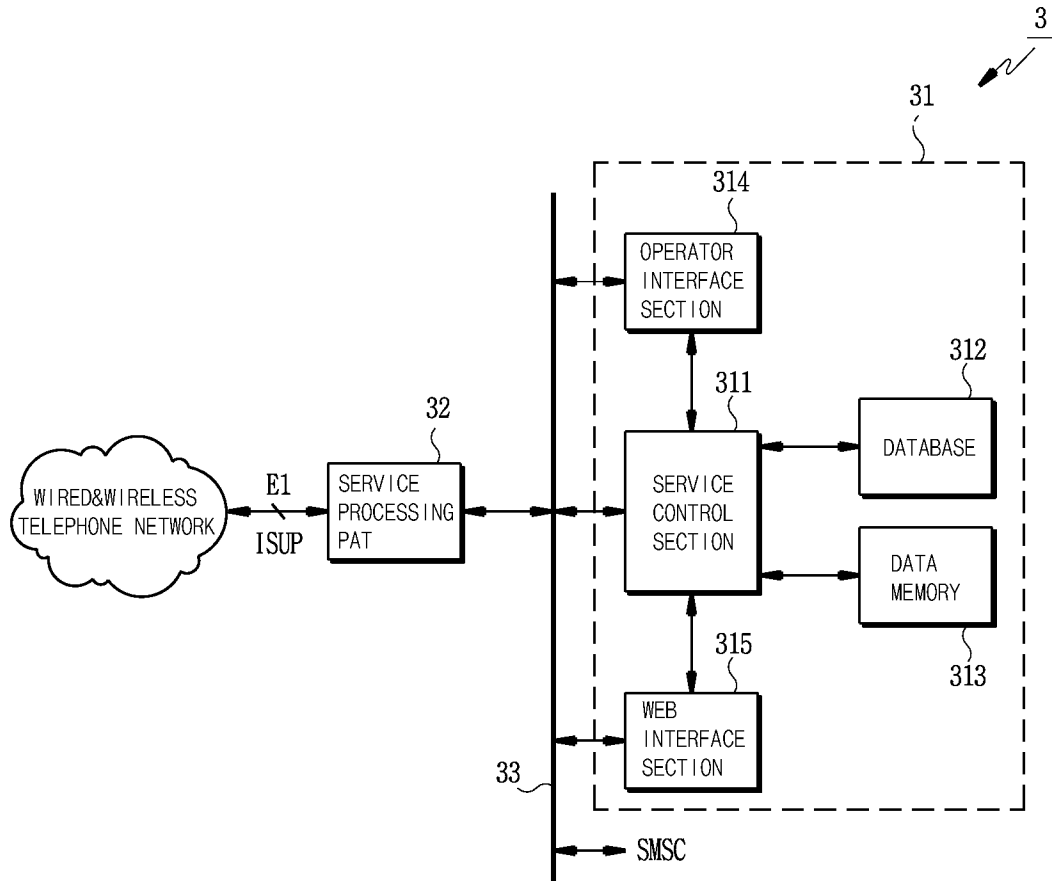 3
31
314
OPERATOR
INTERFACE
SECTION
312
DATABASE
311
SERVICE
CONTROL
SECTION
32
SERVICE
PROCESSING
PAT
WIRED&WIRELESS
TELEPHONE NETWORK
E1
ISUP
DATA
MEMORY
313
315
WEB
INTERFACE
SECTION
33
SMSC